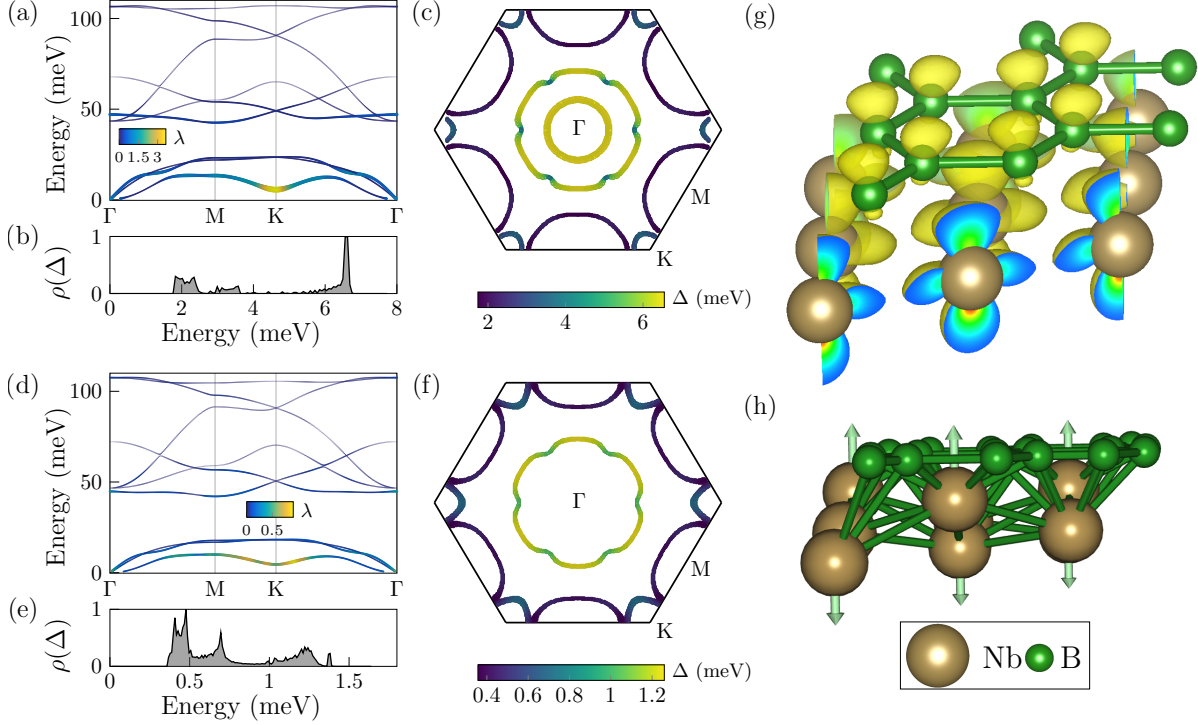 (a)
Energy (meV)
100
50
0
λ
0 1.5 3
Γ M K Γ
(b)
ρ(Δ)
1
0
0 2 4 6 8
Energy (meV)
(c)
Γ
M
K
Δ (meV)
2 4 6
(d)
Energy (meV)
100
50
0
λ
0 0.5
Γ M K Γ
(e)
ρ(Δ)
1
0
0 0.5 1 1.5
Energy (meV)
(f)
Γ
M
K
Δ (meV)
0.4 0.6 0.8 1 1.2
(g)
(h)
Nb B